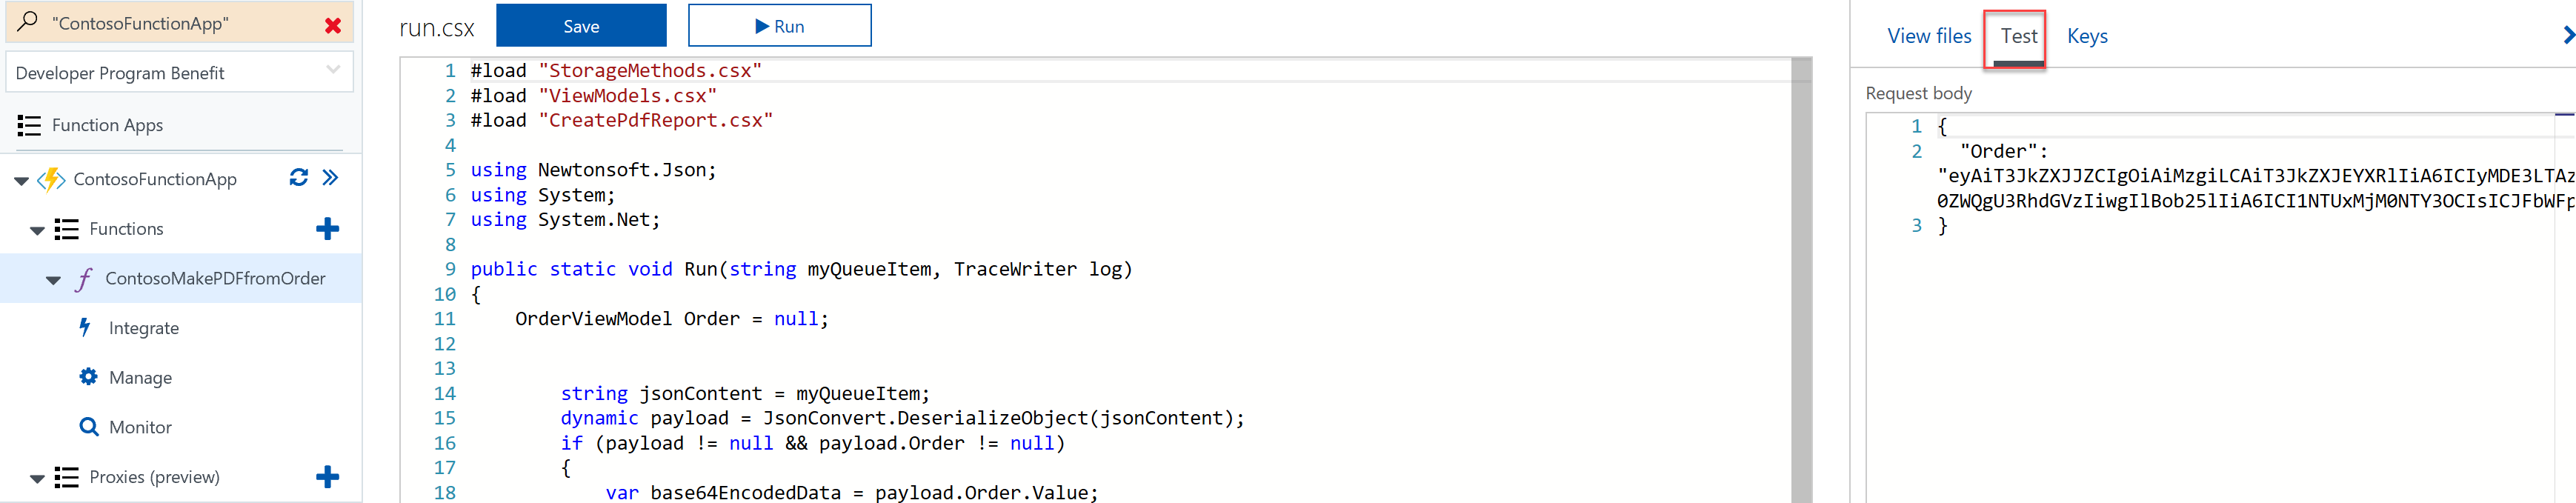 "ContosoFunctionApp"
Developer Program Benefit
Function Apps
ContosoFunctionApp
Functions
ContosoMakePDFfromOrder
Integrate
Manage
Monitor
Proxies (preview)
run.csx Save Run
1 #load "StorageMethods.csx"
2 #load "ViewModels.csx"
3 #load "CreatePdfReport.csx"
4
5 using Newtonsoft.Json;
6 using System;
7 using System.Net;
8
9 public static void Run(string myQueueItem, TraceWriter log)
10 {
11 OrderViewModel Order = null;
12
13
14 string jsonContent = myQueueItem;
15 dynamic payload = JsonConvert.DeserializeObject(jsonContent);
16 if (payload != null && payload.Order != null)
17 {
18 var base64EncodedData = payload.Order.Value;
View files Test Keys
Request body
1 {
2 "Order":
"eyAiT3JkZXJJZCIgOiAiMzgiLCAiT3JkZXJEYXRlIiA6ICIyMDE3LTAz
0ZWQgU3RhdGVzIiwgIlBob25lIiA6ICI1NTUxMjM0NTY3OCIsICJFbWFp
3 }